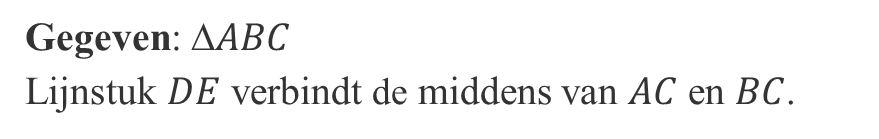 Gegeven: ΔABC
Lijnstuk DE verbindt de middens van AC en BC.